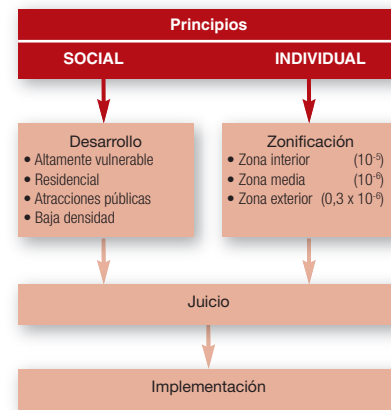 Principios
SOCIAL
INDIVIDUAL
Desarrollo
• Altamente vulnerable
• Residencial
• Atracciones públicas
• Baja densidad
Zonificación
• Zona interior (10⁻⁵)
• Zona media (10⁻⁶)
• Zona exterior (0,3 x 10⁻⁶)
Juicio
Implementación